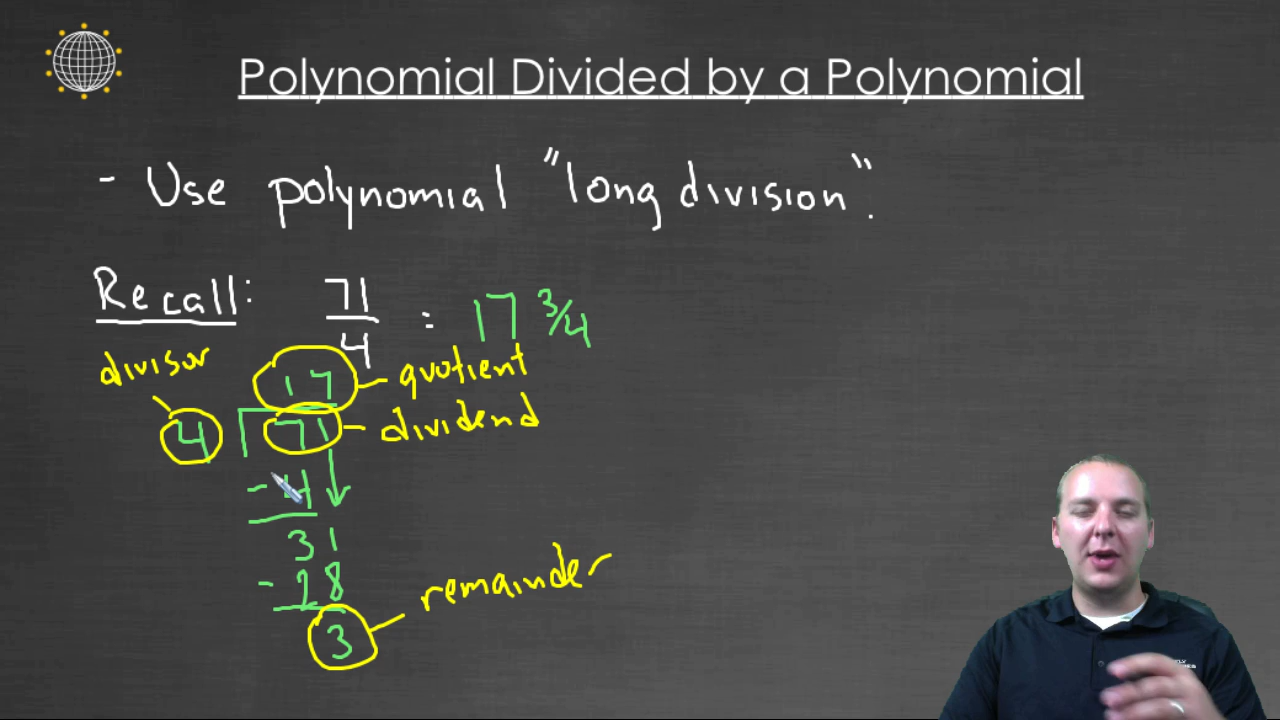 Polynomial Divided by a Polynomial
- Use polynomial "long division".
Recall: 71/4 = 17 3/4
divisor
17 - quotient
4 71 - dividend
- 4
31
- 28
3 - remainder